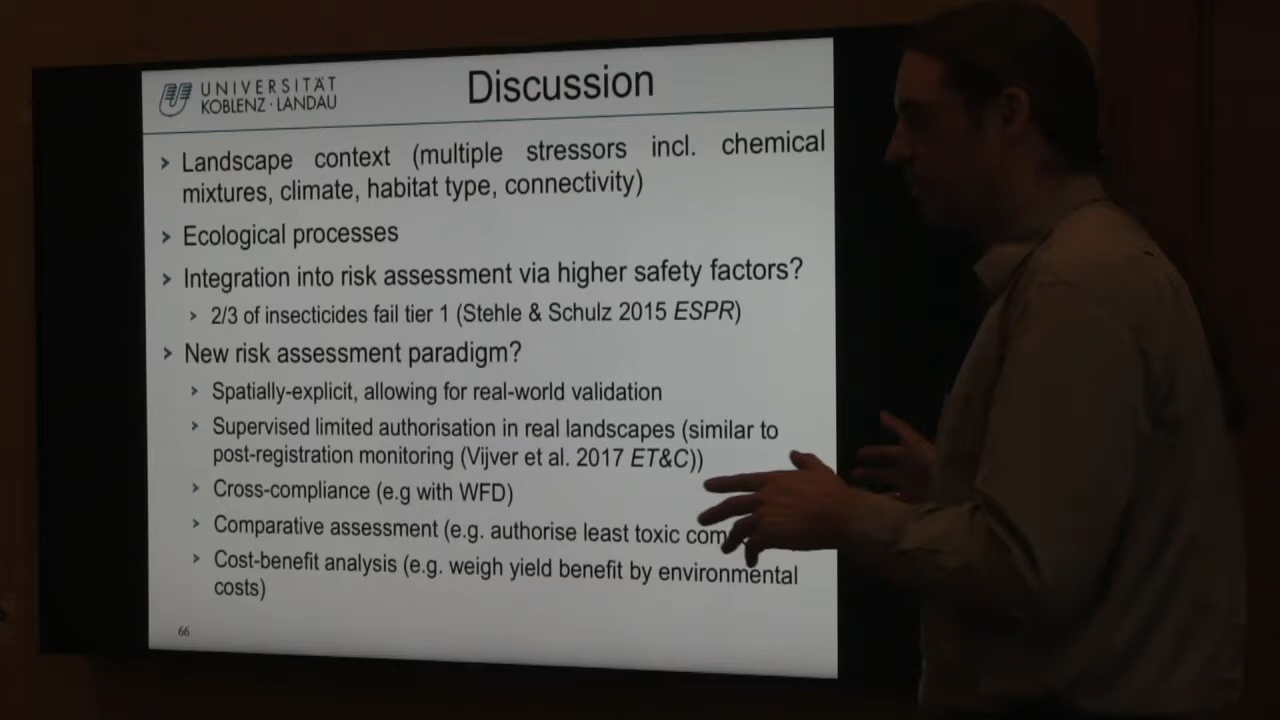 UNIVERSITÄT
KOBLENZ · LANDAU
Discussion
Landscape context (multiple stressors incl. chemical
mixtures, climate, habitat type, connectivity)
Ecological processes
Integration into risk assessment via higher safety factors?
2/3 of insecticides fail tier 1 (Stehle & Schulz 2015 ESPR)
New risk assessment paradigm?
Spatially-explicit, allowing for real-world validation
Supervised limited authorisation in real landscapes (similar to
post-registration monitoring (Vijver et al. 2017 ET&C))
Cross-compliance (e.g with WFD)
Comparative assessment (e.g. authorise least toxic
Cost-benefit analysis (e.g. weigh yield benefit by environmental
costs)
66